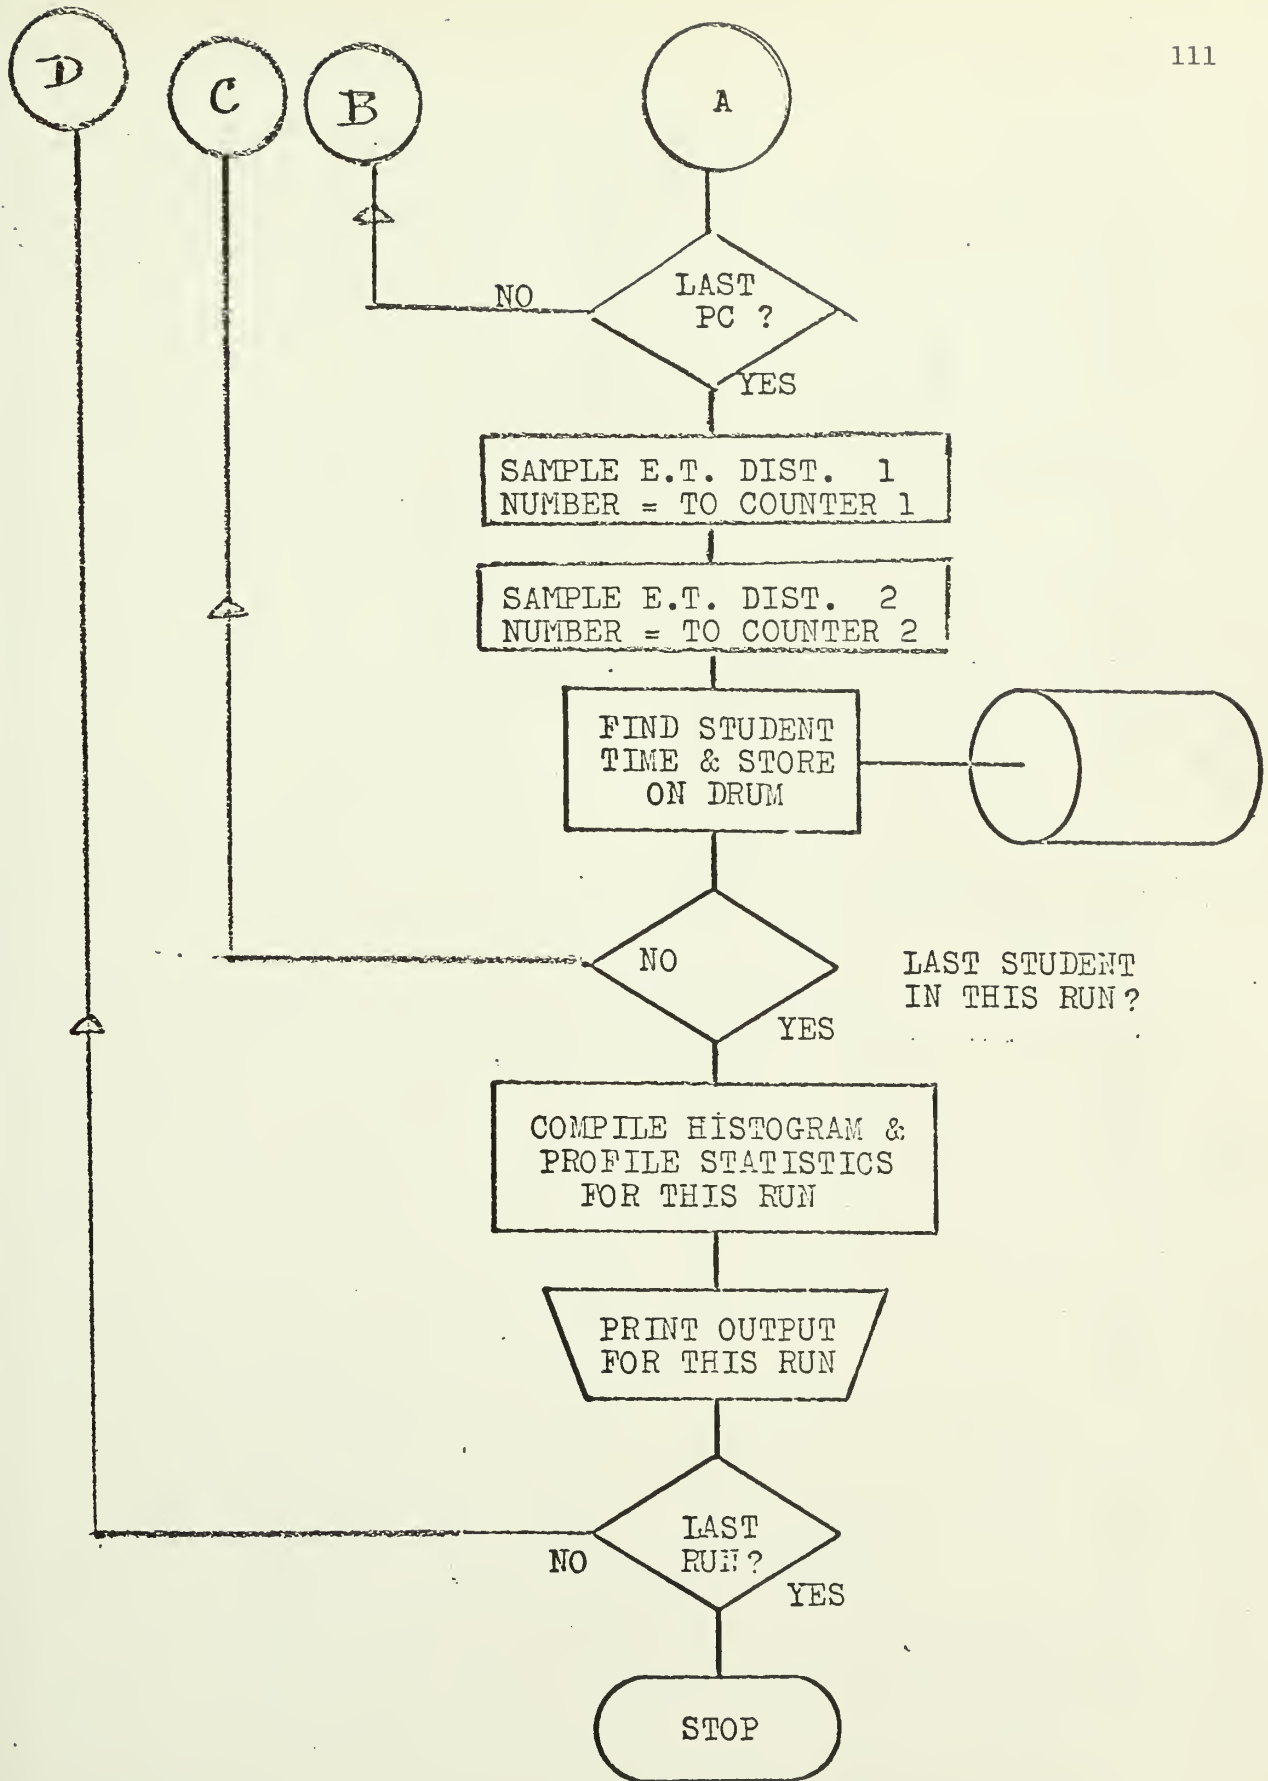 111
D
C
B
A
LAST
PC ?
NO
YES
SAMPLE E.T. DIST. 1
NUMBER = TO COUNTER 1
SAMPLE E.T. DIST. 2
NUMBER = TO COUNTER 2
FIND STUDENT
TIME & STORE
ON DRUM
NO
LAST STUDENT
IN THIS RUN?
YES
COMPILE HISTOGRAM &
PROFILE STATISTICS
FOR THIS RUN
PRINT OUTPUT
FOR THIS RUN
LAST
RUN?
NO
YES
STOP